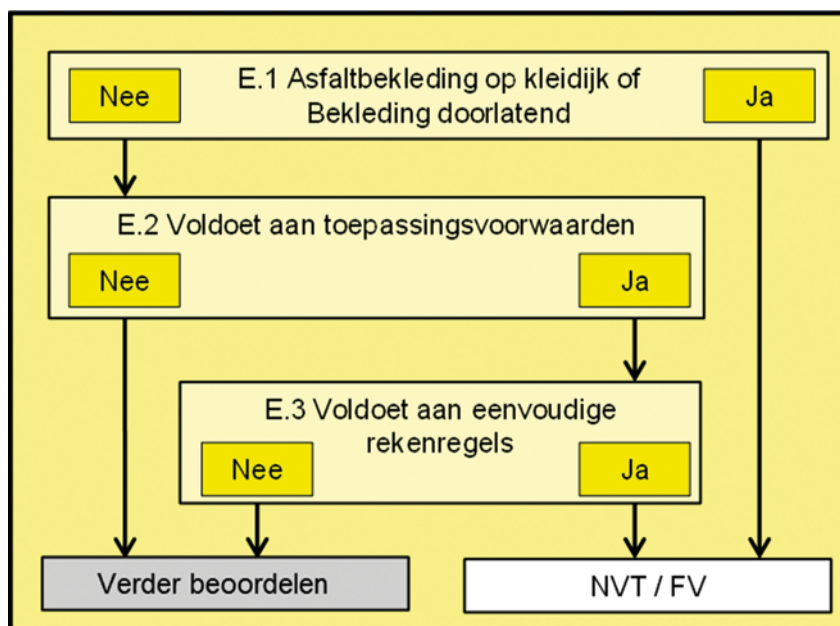 E.1 Asfaltbekleding op kleidijk of
Bekleding doorlatend
Nee
Ja
E.2 Voldoet aan toepassingsvoorwaarden
Nee
Ja
E.3 Voldoet aan eenvoudige
rekenregels
Nee
Ja
Verder beoordelen
NVT / FV